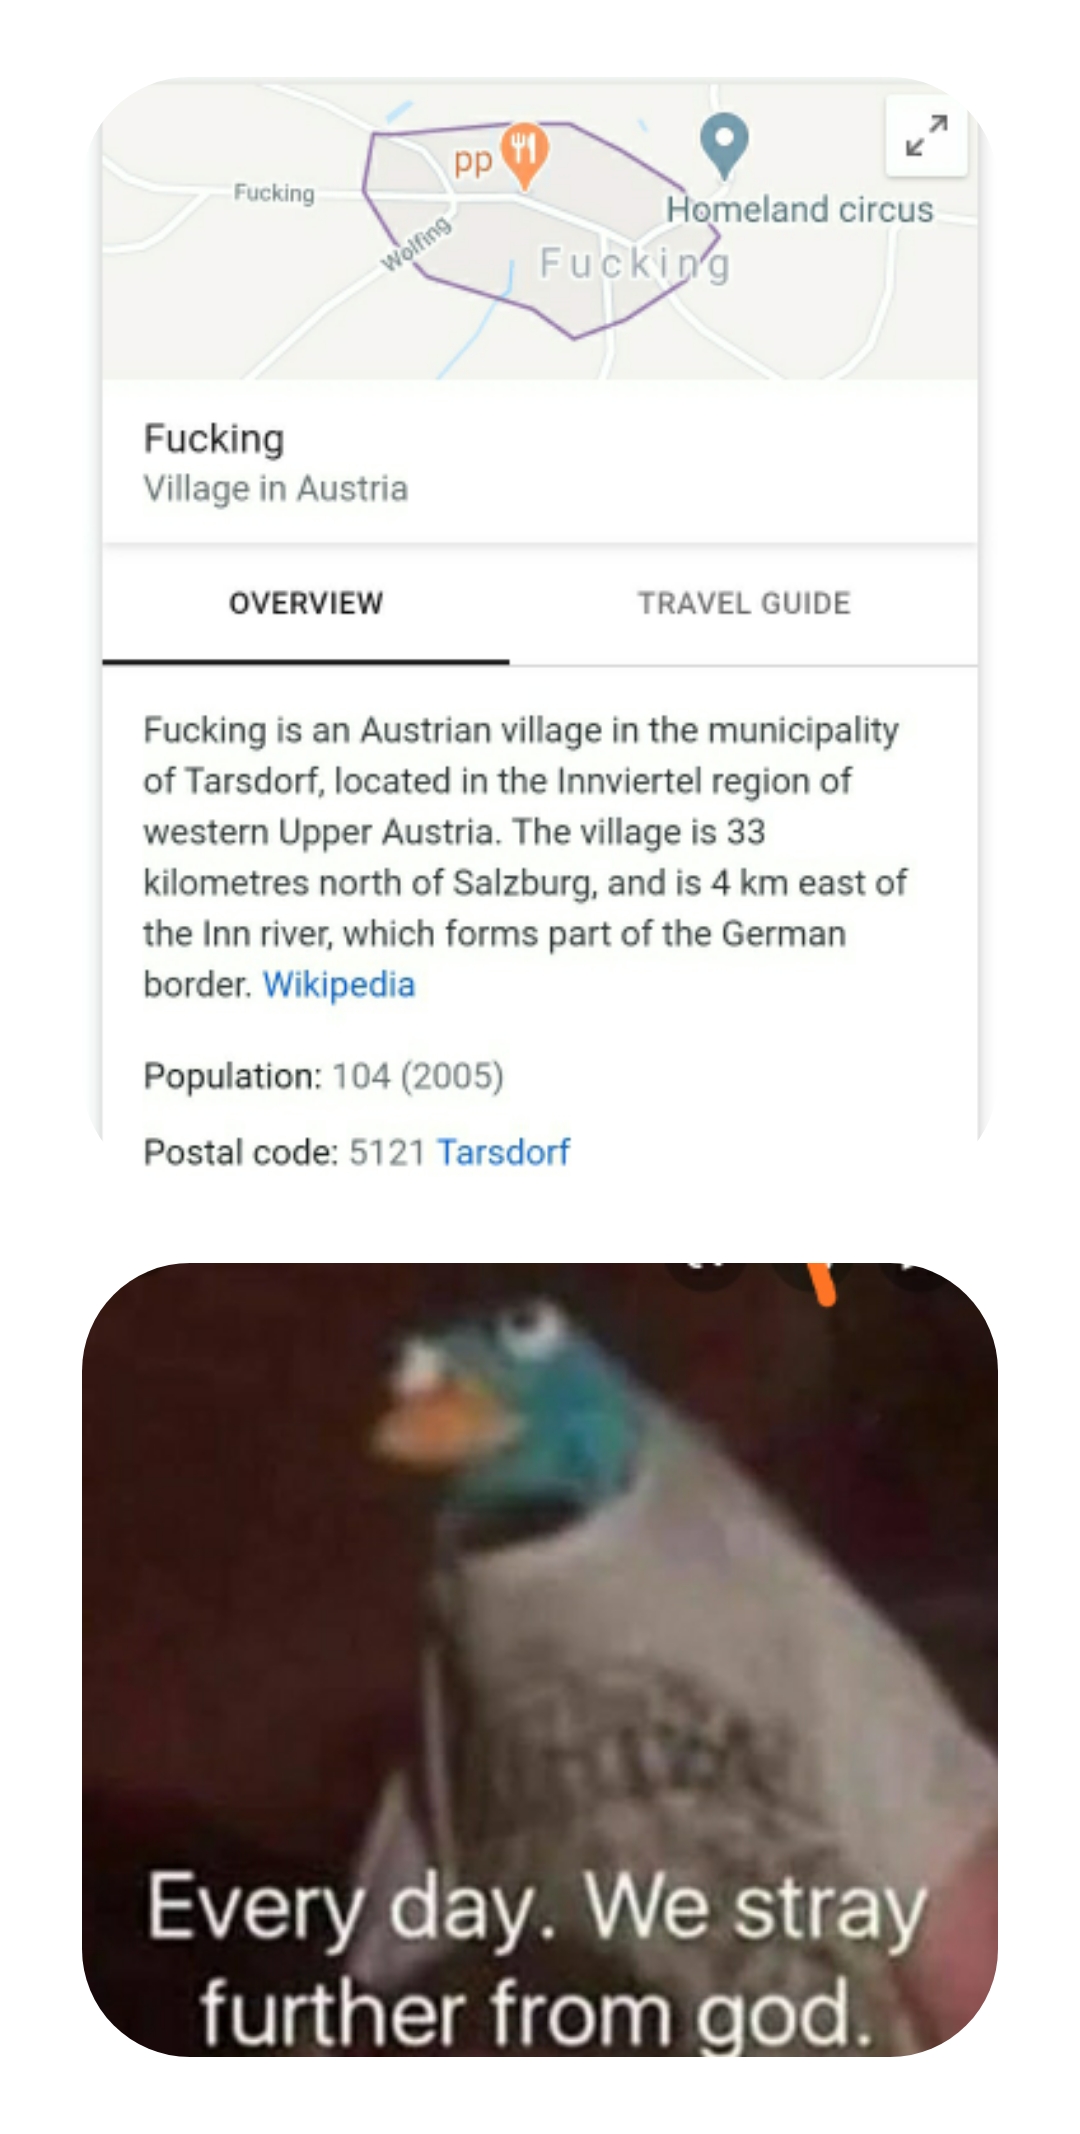 pp
Fucking
Homeland circus
Wolfing
Fucking
Fucking
Village in Austria
OVERVIEW TRAVEL GUIDE
Fucking is an Austrian village in the municipality
of Tarsdorf, located in the Innviertel region of
western Upper Austria. The village is 33
kilometres north of Salzburg, and is 4 km east of
the Inn river, which forms part of the German
border. Wikipedia
Population: 104 (2005)
Postal code: 5121 Tarsdorf
Every day. We stray
further from god.